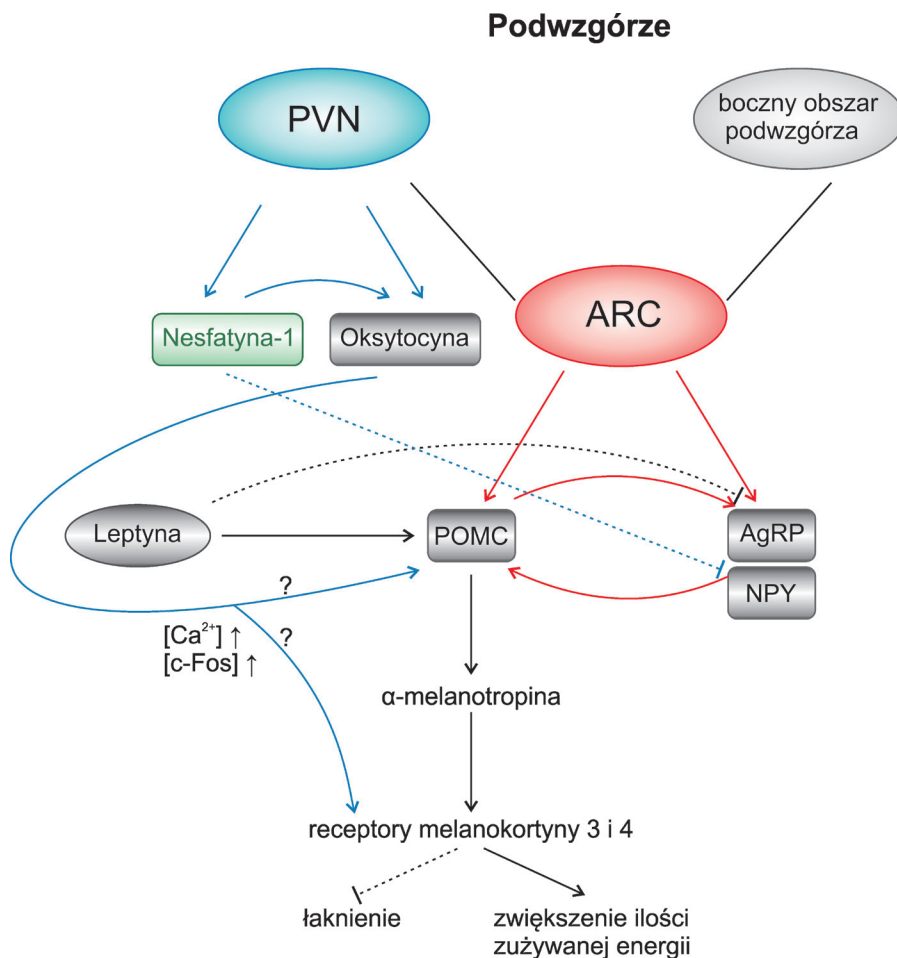 Podwzgórze
PVN
boczny obszar
podwzgórza
ARC
Nesfatyna-1
Oksytocyna
Leptyna
POMC
AgRP
NPY
?
[Ca²⁺] ↑
?
[c-Fos] ↑
α-melanotropina
receptory melanokortyny 3 i 4
łaknienie
zwiększenie ilości
zużywanej energii